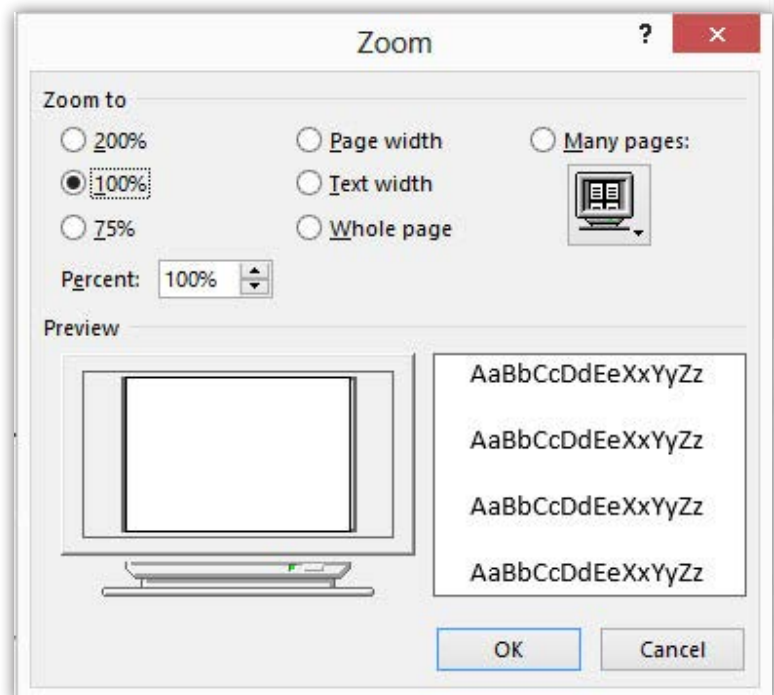 Zoom ?
Zoom to
200% Page width Many pages:
100% Text width
75% Whole page
Percent: 100%
Preview
AaBbCcDdEeXxYyZz
AaBbCcDdEeXxYyZz
AaBbCcDdEeXxYyZz
AaBbCcDdEeXxYyZz
OK Cancel